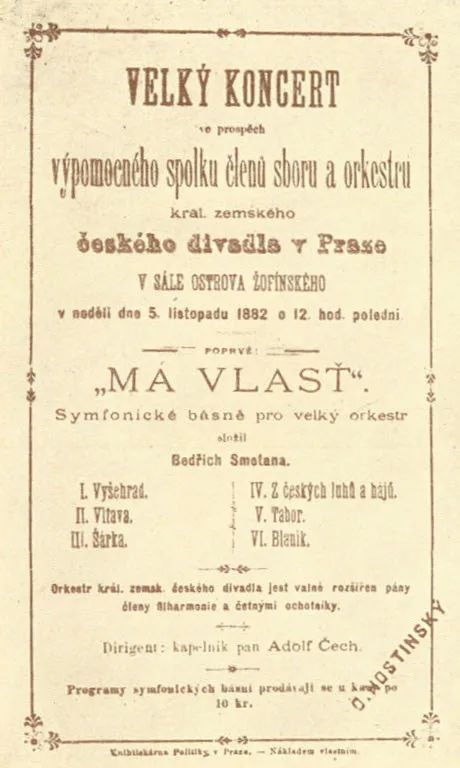 VELKÝ KONCERT
ve prospěch
výpomocného spolku členů sboru a orkestru
král. zemského
českého divadla v Praze
V SÁLE OSTROVA ŽOFÍNSKÉHO
v neděli dne 5. listopadu 1882 o 12. hod. polední
POPRVÉ:
„MÁ VLASŤ“.
Symfonické básně pro velký orkestr
složil
Bedřich Smetana.
I. Vyšehrad.
II. Vltava.
III. Šárka.
IV. Z českých luhů a hájů.
V. Tabor.
VI. Blaník.
Orkestr král. zemsk. českého divadla jest valně rozšířen pány
členy filharmonie a četnými ochotníky.
Dirigent: kapelník pan Adolf Čech.
Programy symfonických básní prodávají se u kasy po
10 kr.
O. HOSTINSKÝ
Knihtiskárna Politiky v Praze. — Nákladem vlastním.